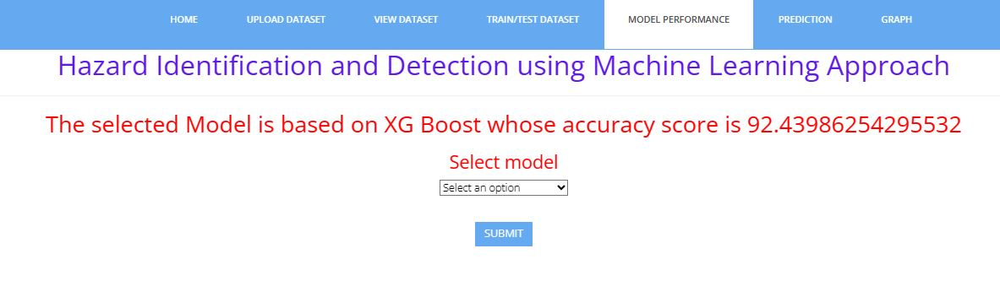 HOME UPLOAD DATASET VIEW DATASET TRAIN/TEST DATASET MODEL PERFORMANCE PREDICTION GRAPH
Hazard Identification and Detection using Machine Learning Approach
The selected Model is based on XG Boost whose accuracy score is 92.43986254295532
Select model
Select an option
SUBMIT